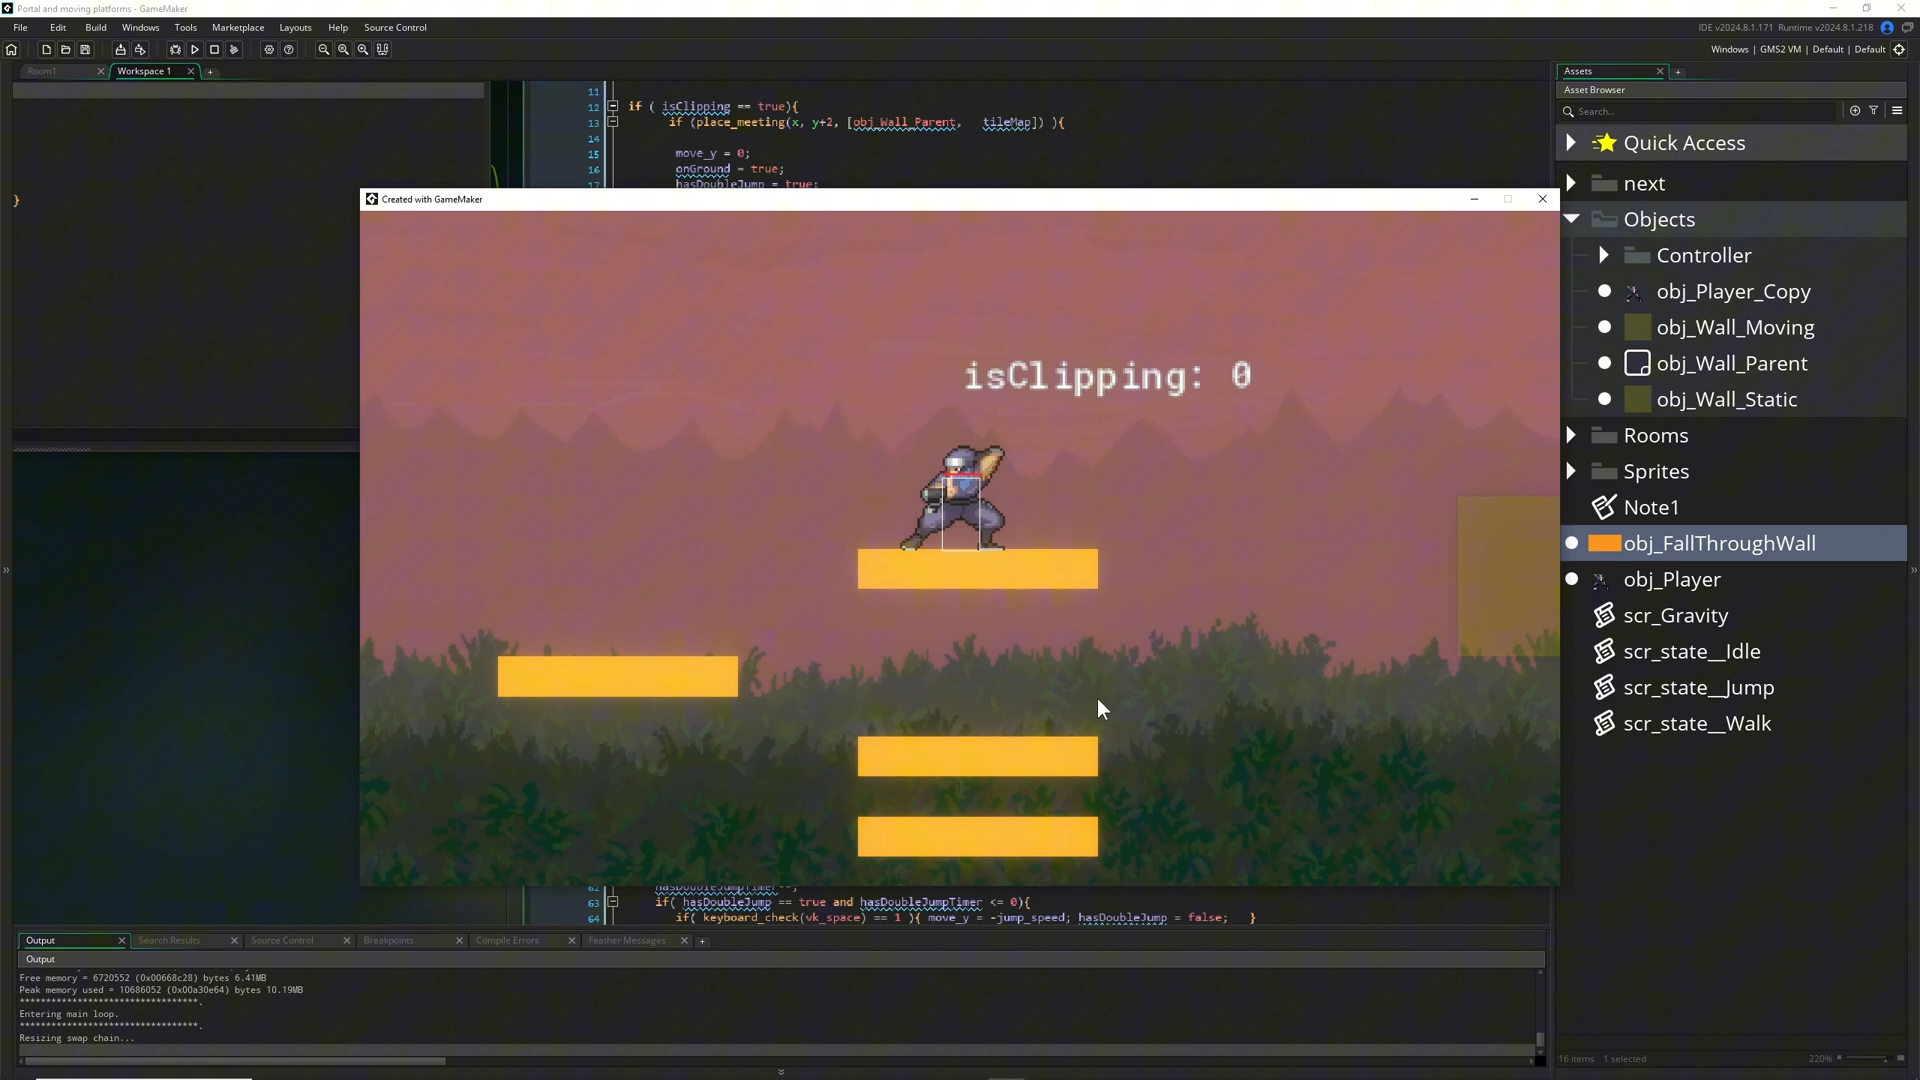 Portal and moving platforms - GameMaker
File Edit Build Windows Tools Marketplace Layouts Help Source Control
IDE v2024.8.1.171 Runtime v2024.8.1.218
Windows | GMS2 VM | Default | Default
Room1
Workspace 1
11
12 if ( isClipping == true){
13 if (place_meeting(x, y+2, [obj_Wall_Parent, tileMap]) ){
14
15 move_y = 0;
16 onGround = true;
17 hasDoubleJump = true;
}
Created with GameMaker
isClipping: 0
62 hasDoubleJumpTimer--;
63 if( hasDoubleJump == true and hasDoubleJumpTimer <= 0){
64 if( keyboard_check(vk_space) == 1 ){ move_y = -jump_speed; hasDoubleJump = false; }
Assets
Asset Browser
Search...
Quick Access
next
Objects
Controller
obj_Player_Copy
obj_Wall_Moving
obj_Wall_Parent
obj_Wall_Static
Rooms
Sprites
Note1
obj_FallThroughWall
obj_Player
scr_Gravity
scr_state__Idle
scr_state__Jump
scr_state__Walk
16 items 1 selected
220%
Output Search Results Source Control Breakpoints Compile Errors Feather Messages
Output
Free memory = 6720552 (0x00668c28) bytes 6.41MB
Peak memory used = 10686052 (0x00a30e64) bytes 10.19MB
**********************************.
Entering main loop.
**********************************.
Resizing swap chain...